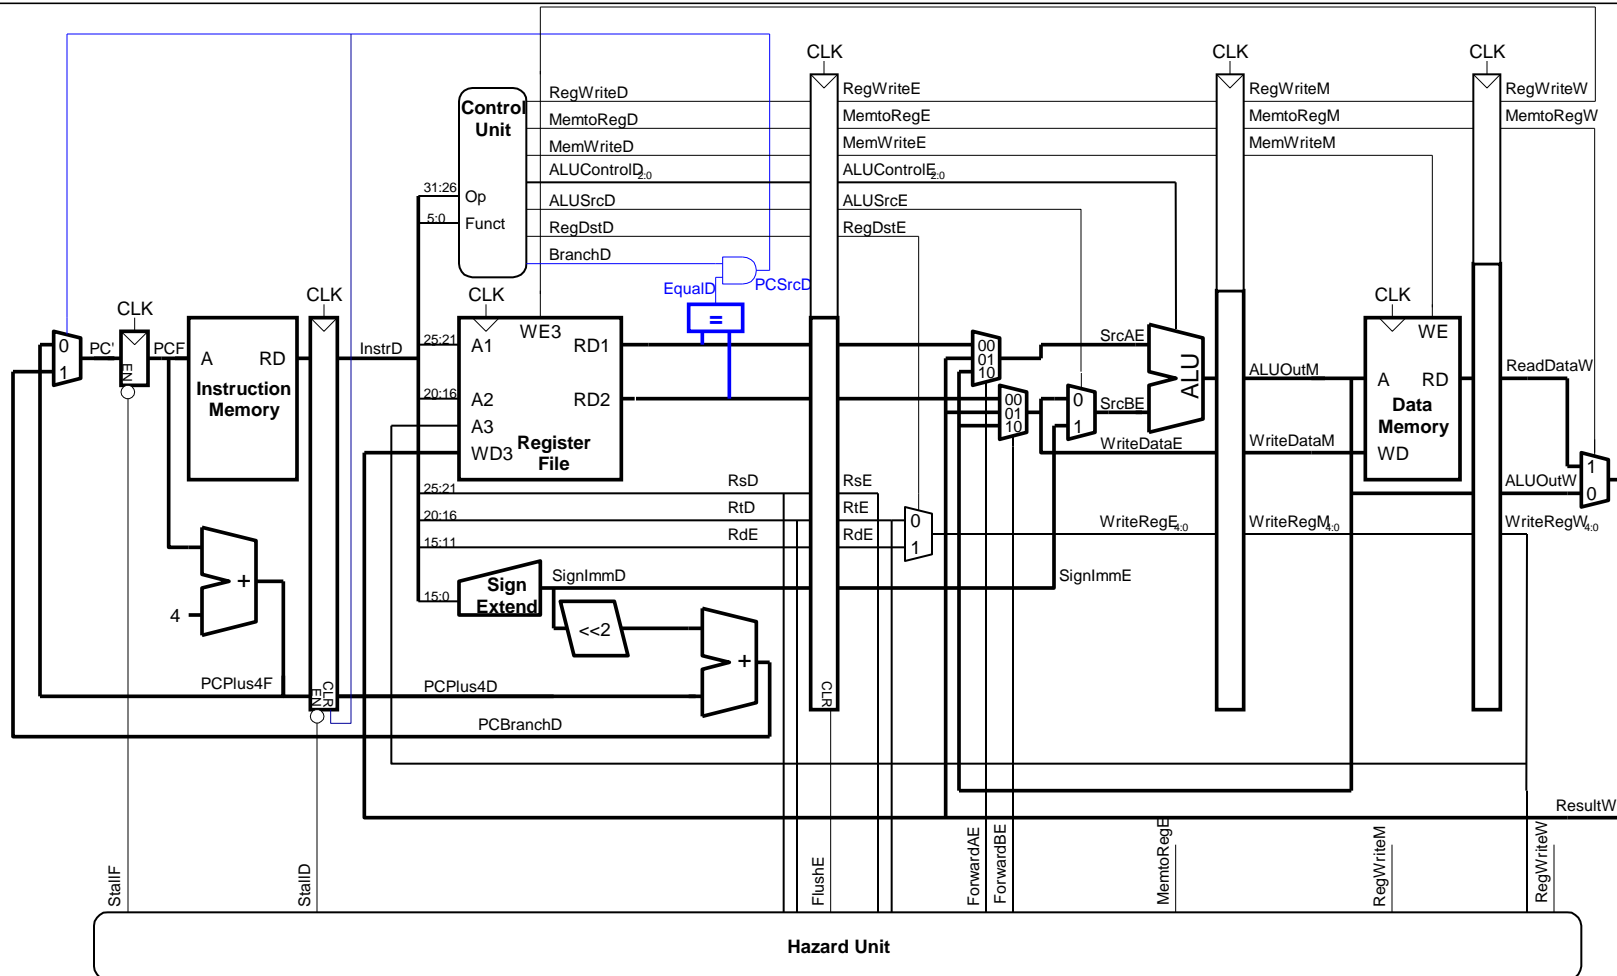 CLK CLK CLK
Control Unit
RegWriteD RegWriteE RegWriteM RegWriteW
MemtoRegD MemtoRegE MemtoRegM MemtoRegW
MemWriteD MemWriteE MemWriteM
ALUControlD2:0 ALUControlE2:0
31:26 Op
ALUSrcD ALUSrcE
5:0 Funct
RegDstD RegDstE
BranchD
EqualD PCSrcD
CLK CLK CLK CLK
=
WE3 WE
0 PC' PCF A RD InstrD 25:21 A1 RD1 00 SrcAE ALUOutM ReadDataW
1 EN 01
10
ALU
Instruction Memory
20:16 A2 RD2 00 0 SrcBE A RD
01
10 1
Data Memory
A3
WD3 Register File WriteDataE WriteDataM WD
1
25:21 RsD RsE ALUOutW 0
20:16 RtD RtE 0 WriteRegE4:0 WriteRegM4:0 WriteRegW4:0
15:11 RdE RdE 1
SignImmD SignImmE
15:0 Sign Extend
+
4
<<2
+
PCPlus4F EN CLR PCPlus4D CLR
PCBranchD
ResultW
StallF StallD FlushE ForwardAE ForwardBE MemtoRegE RegWriteM RegWriteW
Hazard Unit